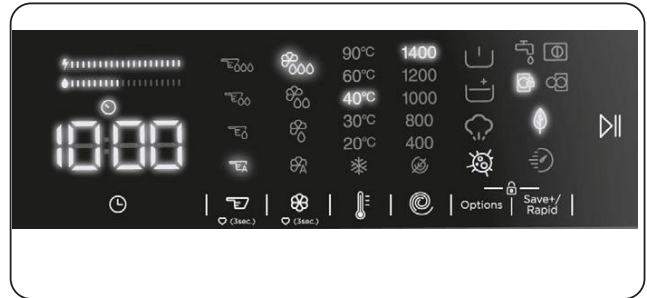 90°C 1400
60°C 1200
40°C 1000
30°C 800
20°C 400
10:00
A A
Options Save+/
Rapid
(3sec.) (3sec.)